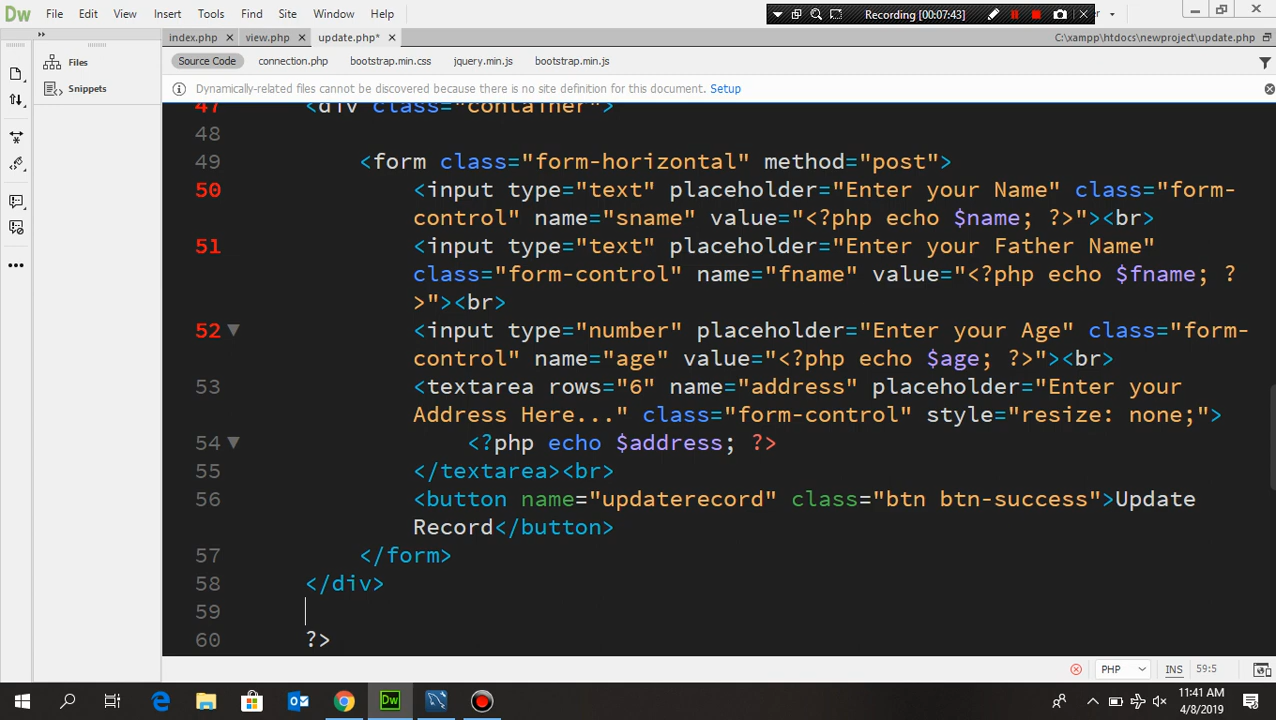 Dw File Edit View Insert Tools Find Site Window Help
Recording [00:07:43]
index.php view.php update.php* C:\xampp\htdocs\newproject\update.php
Files
Snippets
Source Code connection.php bootstrap.min.css jquery.min.js bootstrap.min.js
Dynamically-related files cannot be discovered because there is no site definition for this document. Setup
47 <div class="container">
48
49 <form class="form-horizontal" method="post">
50 <input type="text" placeholder="Enter your Name" class="form-
control" name="sname" value="<?php echo $name; ?>"><br>
51 <input type="text" placeholder="Enter your Father Name"
class="form-control" name="fname" value="<?php echo $fname; ?
>"><br>
52 <input type="number" placeholder="Enter your Age" class="form-
control" name="age" value="<?php echo $age; ?>"><br>
53 <textarea rows="6" name="address" placeholder="Enter your
Address Here..." class="form-control" style="resize: none;">
54 <?php echo $address; ?>
55 </textarea><br>
56 <button name="updaterecord" class="btn btn-success">Update
Record</button>
57 </form>
58 </div>
59
60 ?>
PHP INS 59:5
Dw
11:41 AM
4/8/2019